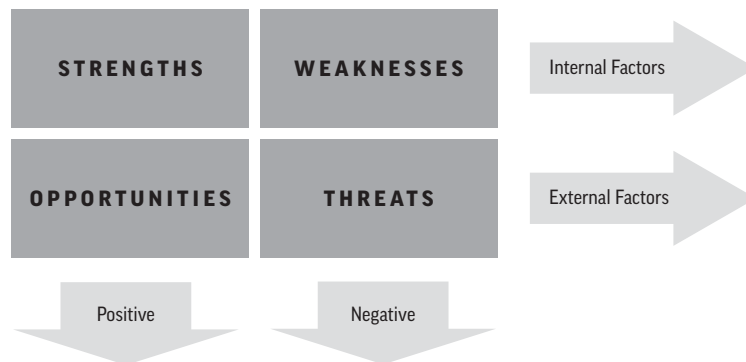 STRENGTHS
WEAKNESSES
Internal Factors
OPPORTUNITIES
THREATS
External Factors
Positive
Negative